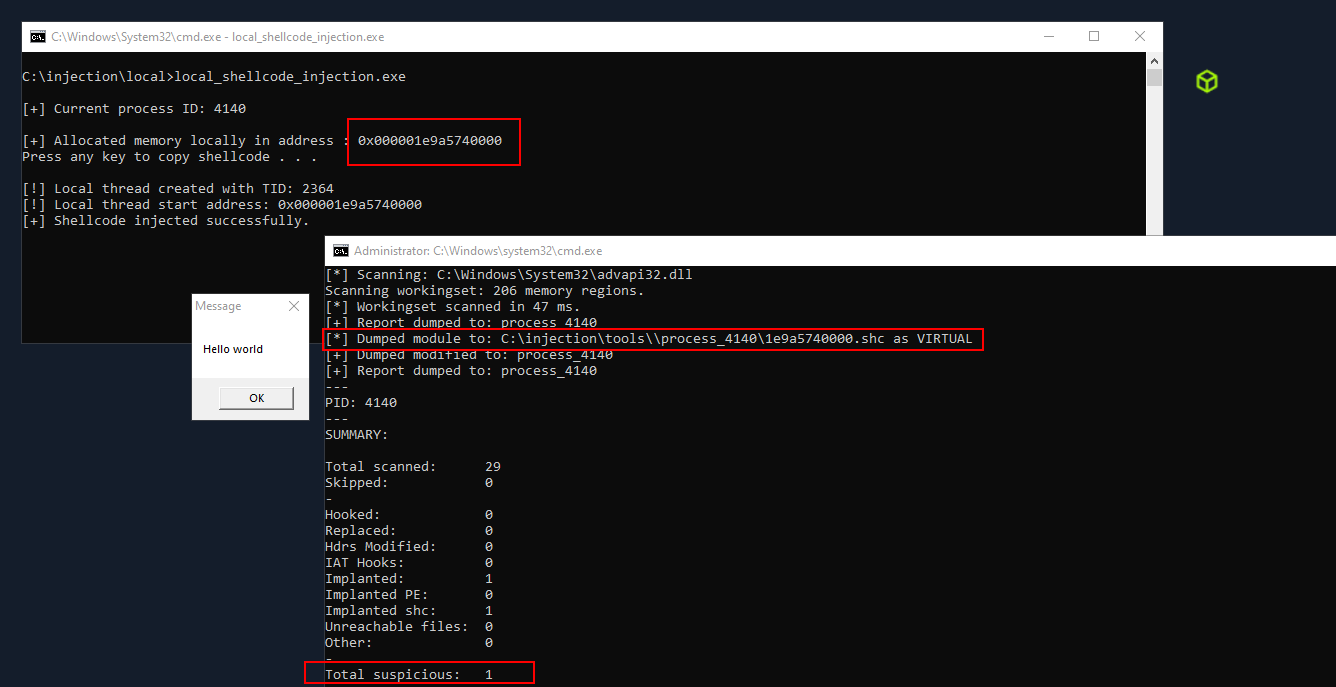 C:\Windows\System32\cmd.exe - local_shellcode_injection.exe
C:\injection\local>local_shellcode_injection.exe
[+] Current process ID: 4140
[+] Allocated memory locally in address : 0x000001e9a5740000
Press any key to copy shellcode . . .
[!] Local thread created with TID: 2364
[!] Local thread start address: 0x000001e9a5740000
[+] Shellcode injected successfully.
Message
Hello world
OK
Administrator: C:\Windows\system32\cmd.exe
[*] Scanning: C:\Windows\System32\advapi32.dll
Scanning workingset: 206 memory regions.
[*] Workingset scanned in 47 ms.
[+] Report dumped to: process_4140
[*] Dumped module to: C:\injection\tools\\process_4140\1e9a5740000.shc as VIRTUAL
[+] Dumped modified to: process_4140
[+] Report dumped to: process_4140
---
PID: 4140
---
SUMMARY:
Total scanned: 29
Skipped: 0
-
Hooked: 0
Replaced: 0
Hdrs Modified: 0
IAT Hooks: 0
Implanted: 1
Implanted PE: 0
Implanted shc: 1
Unreachable files: 0
Other: 0
-
Total suspicious: 1